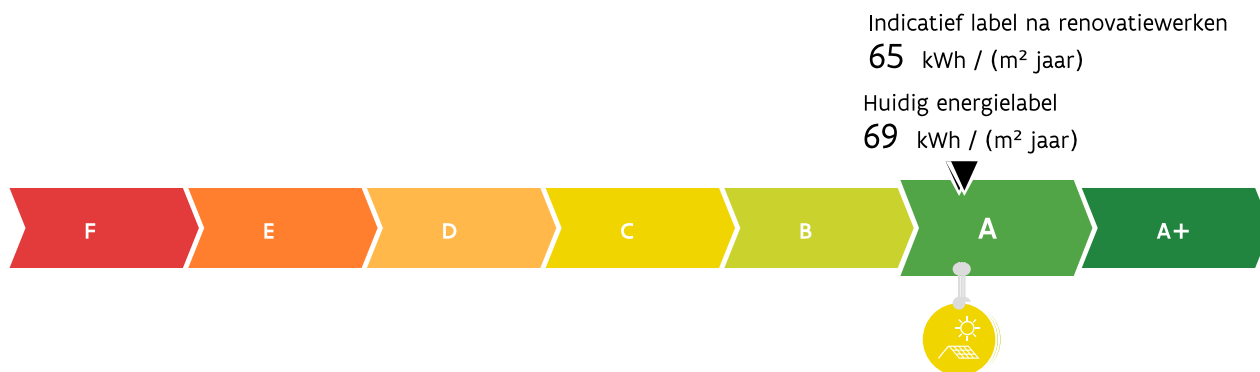 Indicatief label na renovatiewerken
65 kWh / (m² jaar)
Huidig energielabel
69 kWh / (m² jaar)
F E D C B A A+